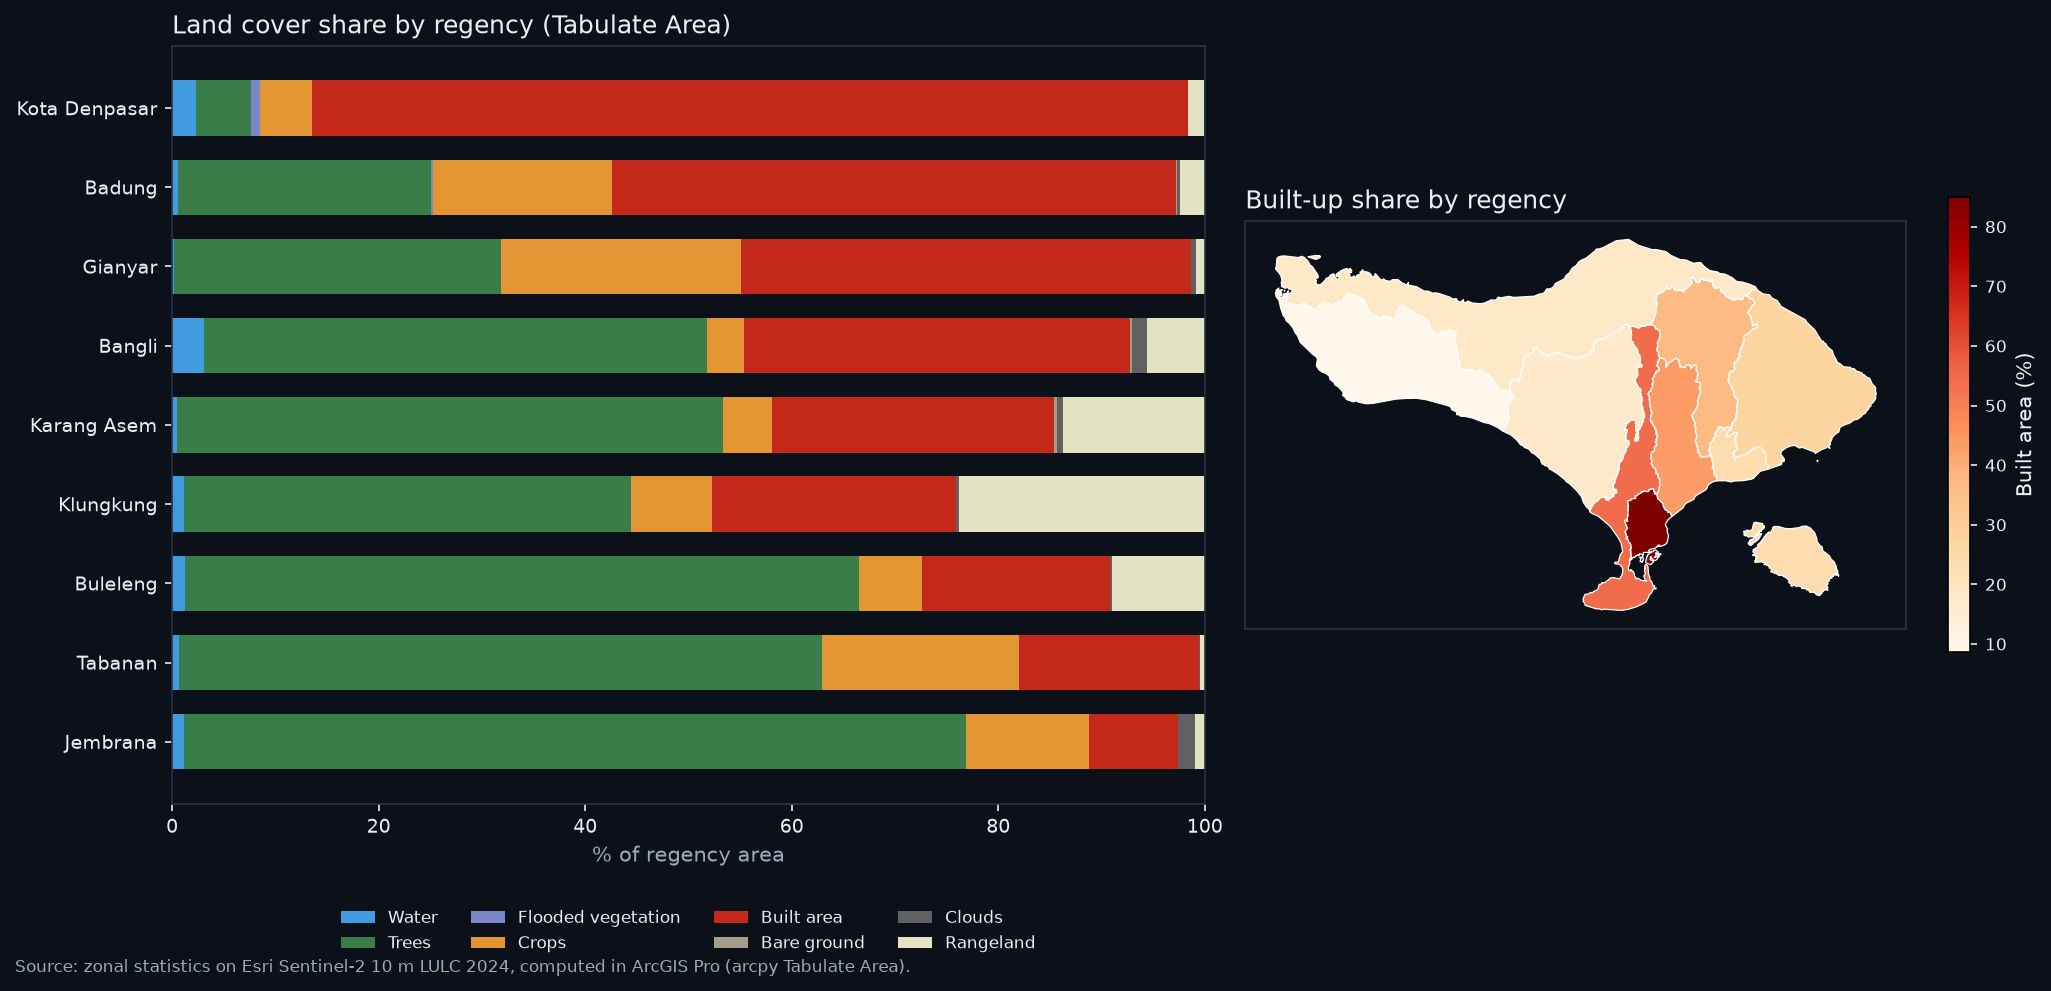 Land cover share by regency (Tabulate Area)
Kota Denpasar
Badung
Gianyar
Bangli
Karang Asem
Klungkung
Buleleng
Tabanan
Jembrana
0 20 40 60 80 100
% of regency area
Water Flooded vegetation Built area Clouds
Trees Crops Bare ground Rangeland
Source: zonal statistics on Esri Sentinel-2 10 m LULC 2024, computed in ArcGIS Pro (arcpy Tabulate Area).
Built-up share by regency
80
70
60
50
40
30
20
10
Built area (%)